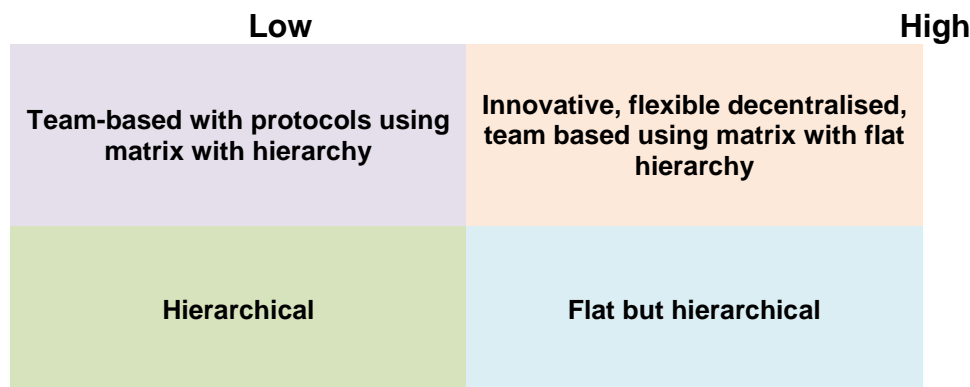 Low High
Team-based with protocols using
matrix with hierarchy
Innovative, flexible decentralised,
team based using matrix with flat
hierarchy
Hierarchical
Flat but hierarchical